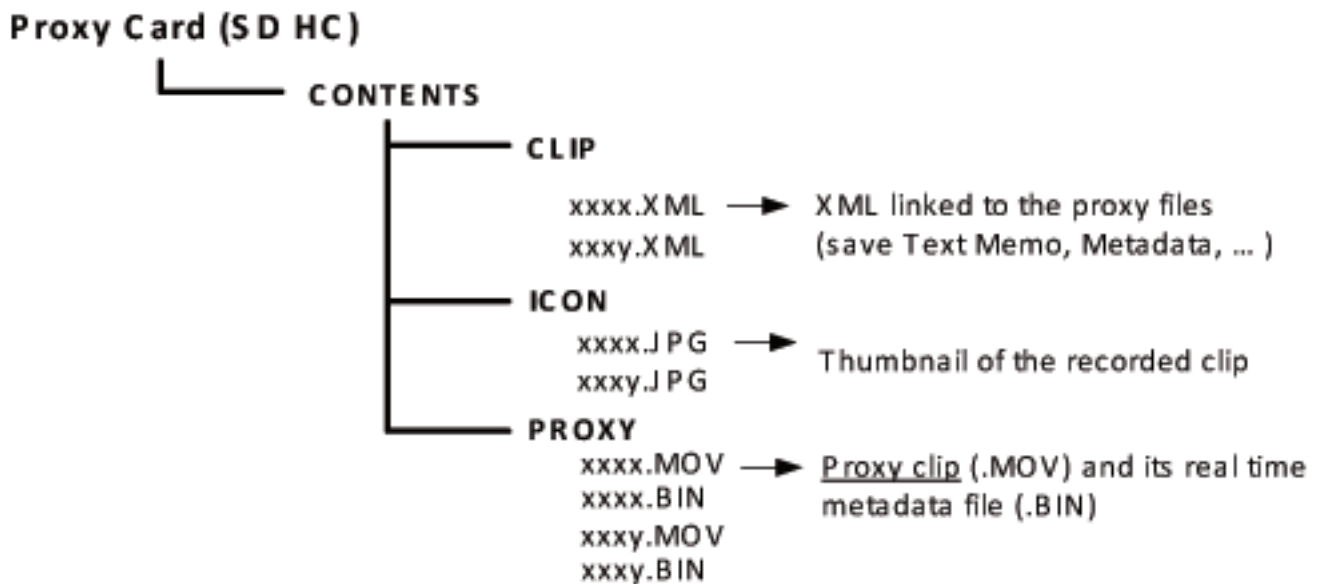 Proxy Card (SD HC)
CONTENTS
CLIP
xxxx.XML
XML linked to the proxy files
xxxy.XML
(save Text Memo, Metadata, ... )
ICON
xxxx.JPG
xxxy.JPG
Thumbnail of the recorded clip
PROXY
xxxx.MOV
Proxy clip (.MOV) and its real time
xxxx.BIN
metadata file (.BIN)
xxxy.MOV
xxxy.BIN